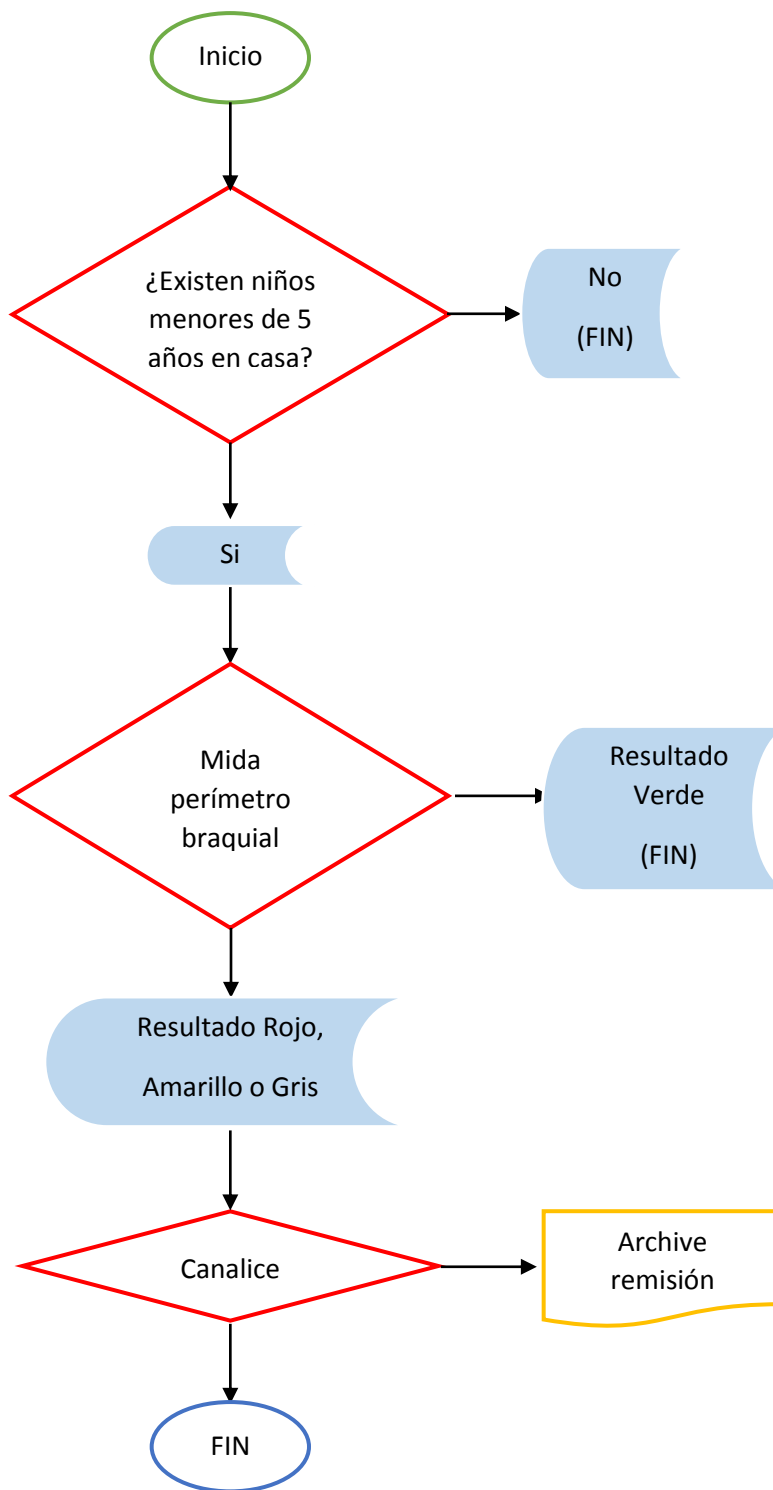 Inicio
¿Existen niños
menores de 5
años en casa?
No
(FIN)
Si
Mida
perímetro
braquial
Resultado
Verde
(FIN)
Resultado Rojo,
Amarillo o Gris
Canalice
Archive
remisión
FIN